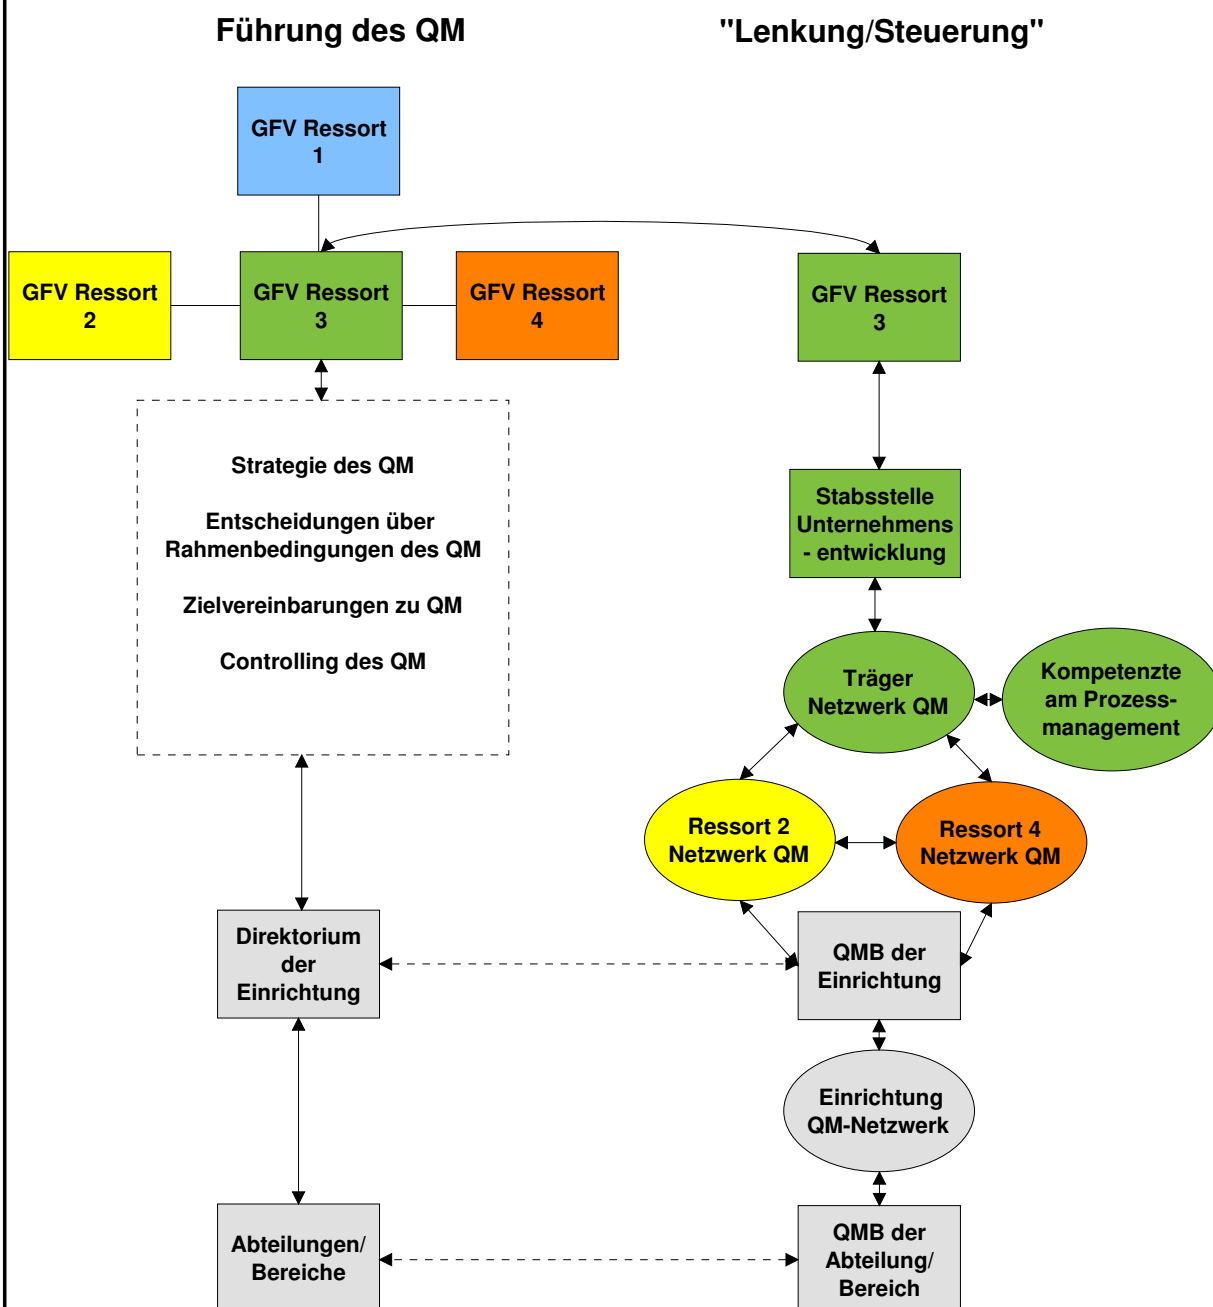 Führung des QM
"Lenkung/Steuerung"
GFV Ressort
1
GFV Ressort
2
GFV Ressort
3
GFV Ressort
4
GFV Ressort
3
Strategie des QM
Entscheidungen über
Rahmenbedingungen des QM
Zielvereinbarungen zu QM
Controlling des QM
Stabsstelle
Unternehmens
- entwicklung
Träger
Netzwerk QM
Kompetenzte
am Prozess-
management
Ressort 2
Netzwerk QM
Ressort 4
Netzwerk QM
Direktorium
der
Einrichtung
QMB der
Einrichtung
Einrichtung
QM-Netzwerk
Abteilungen/
Bereiche
QMB der
Abteilung/
Bereich